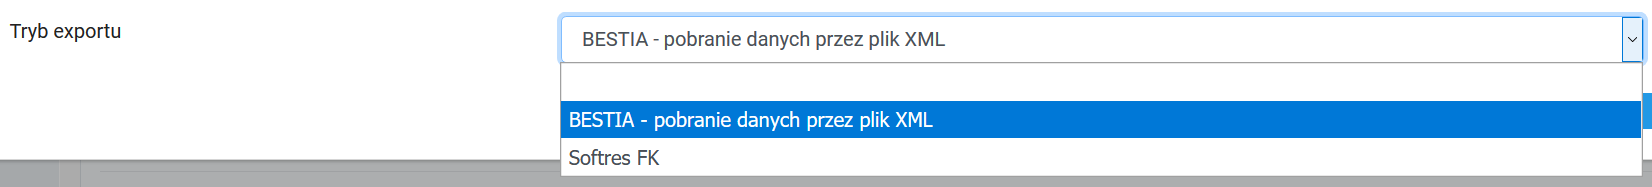 Tryb exportu
BESTIA - pobranie danych przez plik XML
BESTIA - pobranie danych przez plik XML
Softres FK